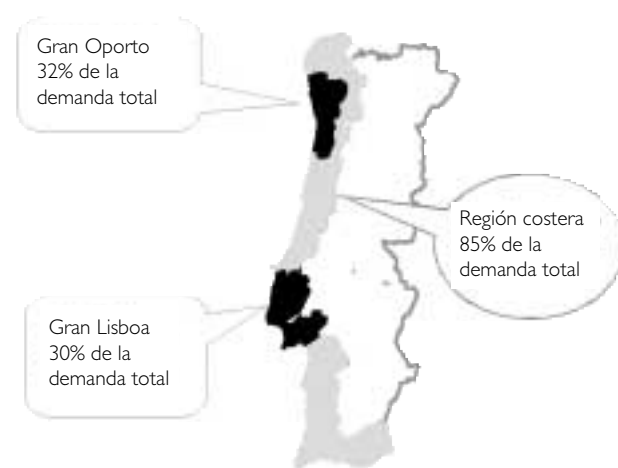 Gran Oporto
32% de la
demanda total
Región costera
85% de la
demanda total
Gran Lisboa
30% de la
demanda total